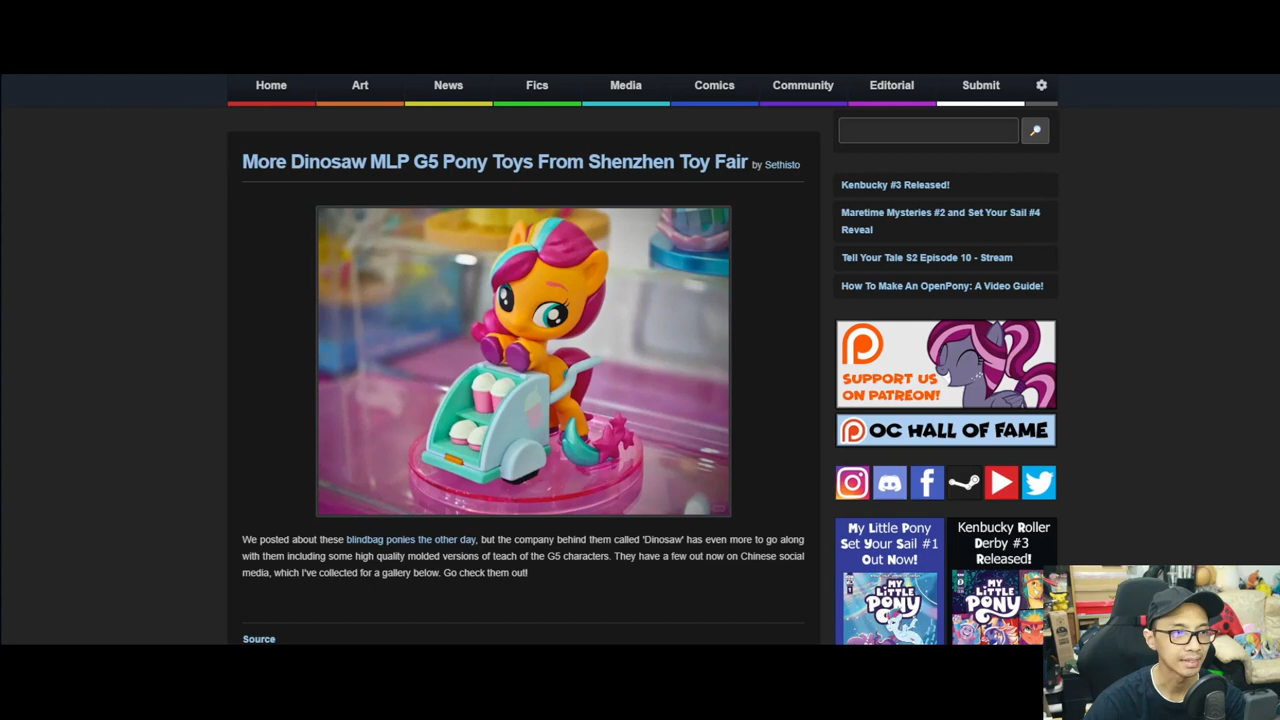 Home Art News Fics Media Comics Community Editorial Submit
More Dinosaw MLP G5 Pony Toys From Shenzhen Toy Fair by Sethisto
We posted about these blindbag ponies the other day, but the company behind them called 'Dinosaw' has even more to go along
with them including some high quality molded versions of teach of the G5 characters. They have a few out now on Chinese social
media, which I've collected for a gallery below. Go check them out!
Source
Kenbucky #3 Released!
Maretime Mysteries #2 and Set Your Sail #4
Reveal
Tell Your Tale S2 Episode 10 - Stream
How To Make An OpenPony: A Video Guide!
SUPPORT US
ON PATREON!
OC HALL OF FAME
My Little Pony
Set Your Sail #1
Out Now!
MY
LITTLE
PONY
Kenbucky Roller
Derby #3
Released!
MY
LITTLE
PONY